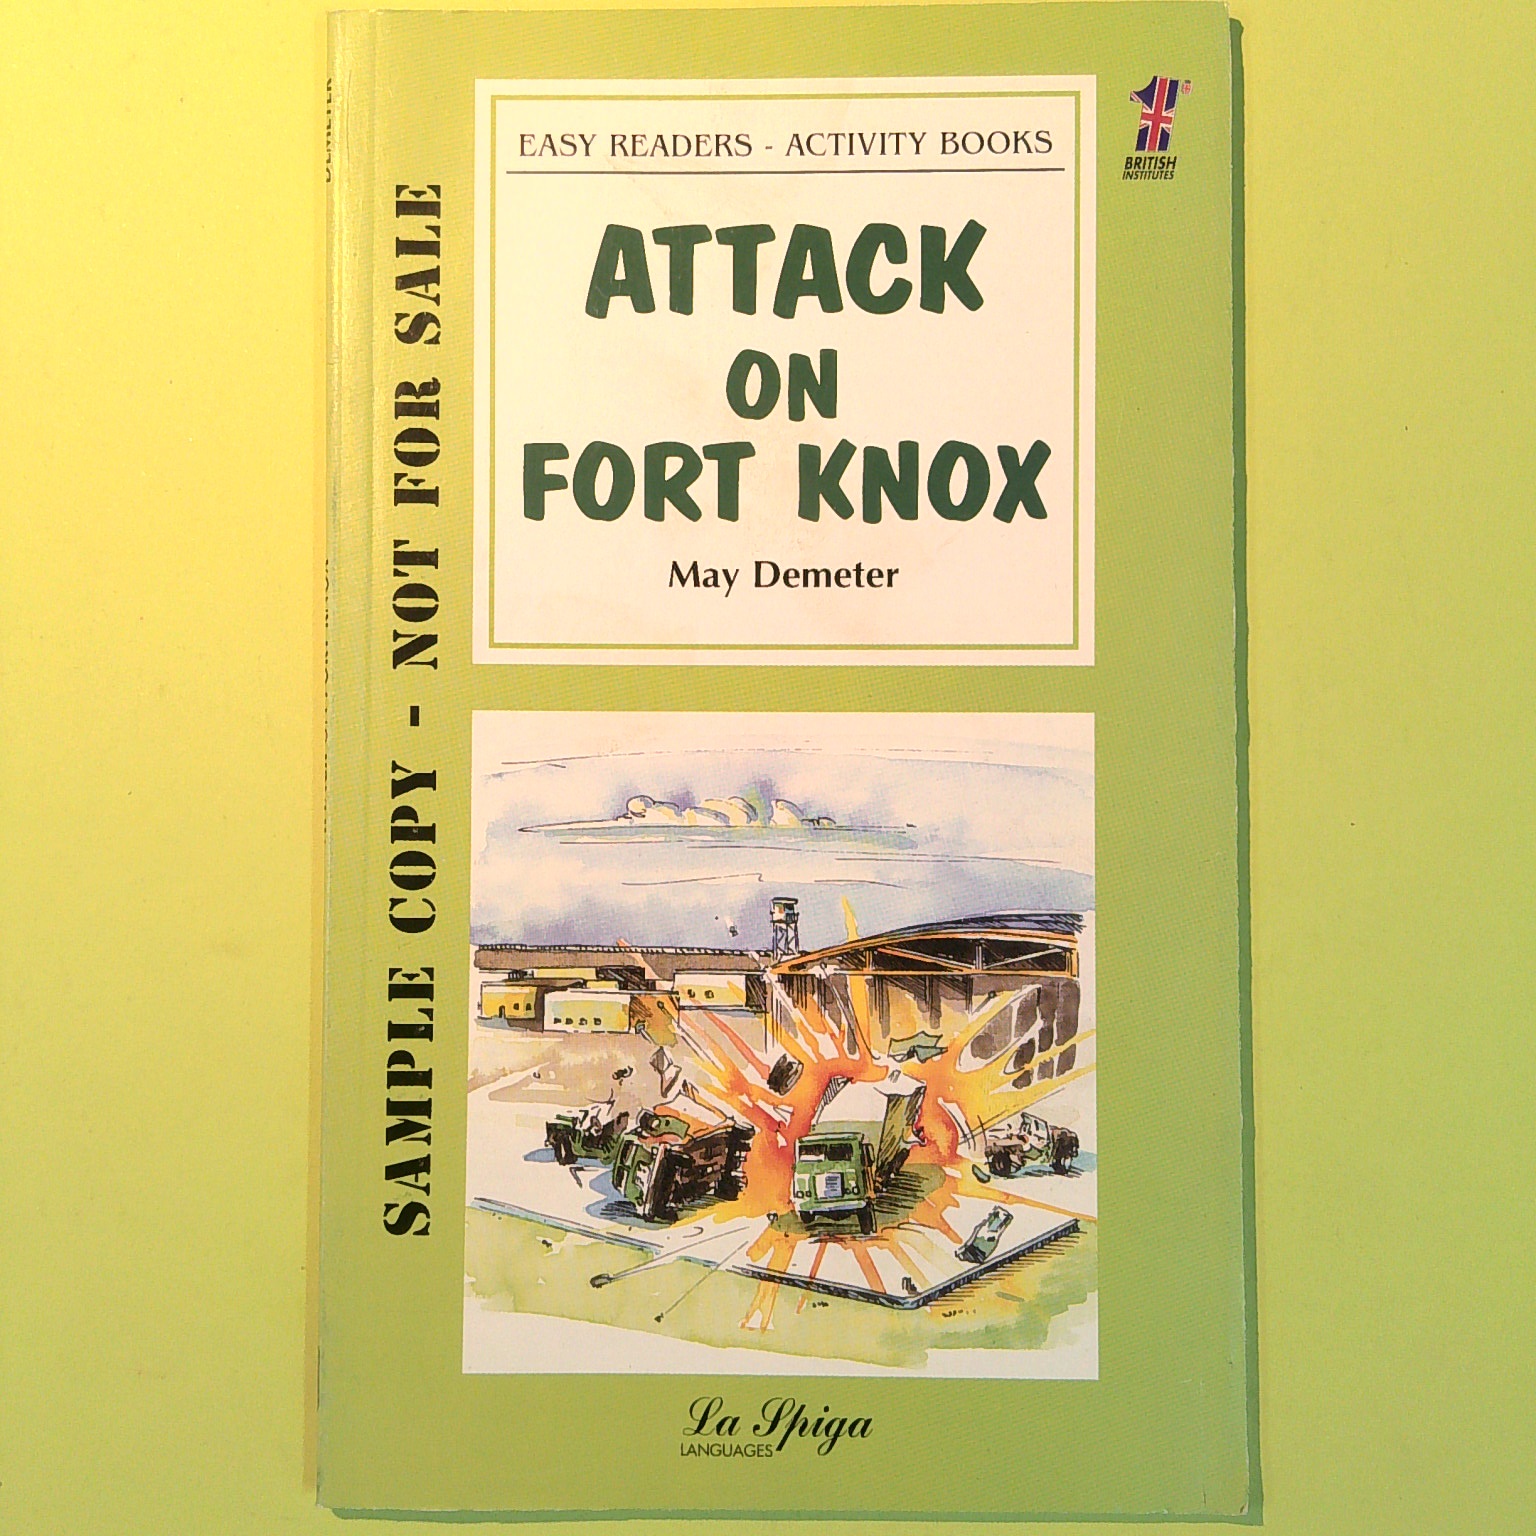 EASY READERS - ACTIVITY BOOKS
ATTACK
ON
FORT KNOX
May Demeter
BRITISH
INSTITUTES
SAMPLE COPY - NOT FOR SALE
La Spiga
LANGUAGES
DEMETER